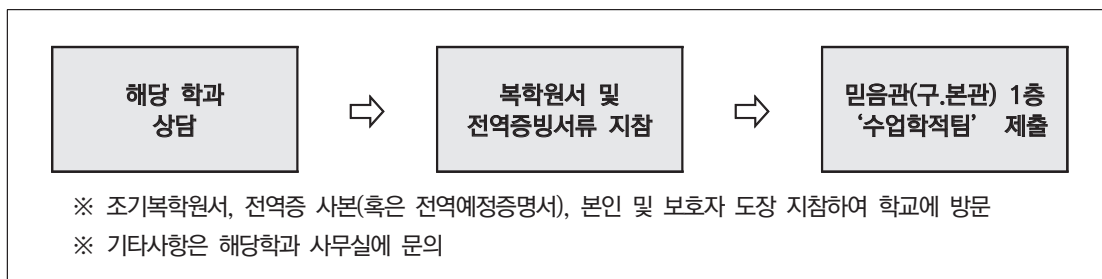 해당 학과
상담
⇨
복학원서 및
전역증빙서류 지참
⇨
믿음관(구.본관) 1층
‘수업학적팀’ 제출
※ 조기복학원서, 전역증 사본(혹은 전역예정증명서), 본인 및 보호자 도장 지참하여 학교에 방문
※ 기타사항은 해당학과 사무실에 문의